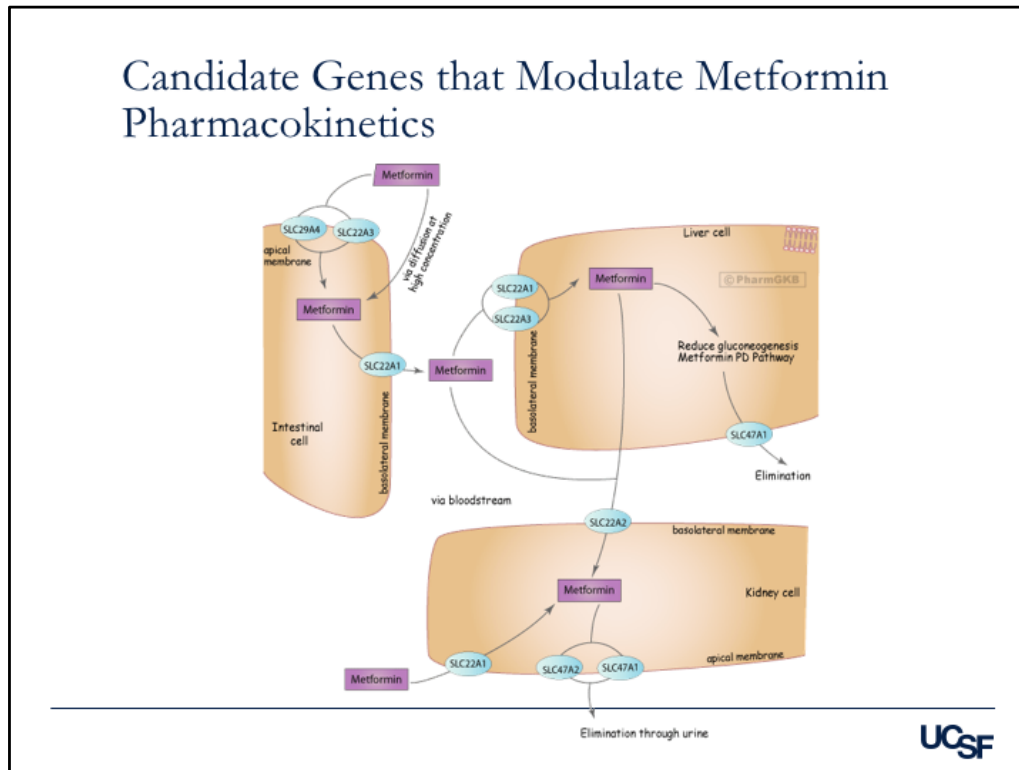 Candidate Genes that Modulate Metformin
Pharmacokinetics
Metformin
SLC29A4
SLC22A3
apical
membrane
via diffusion at
high concentration
Metformin
SLC22A1
Intestinal
cell
basolateral membrane
Metformin
Liver cell
©PharmGKB
SLC22A1
SLC22A3
basolateral membrane
Metformin
Reduce gluconeogenesis
Metformin PD Pathway
SLC47A1
Elimination
via bloodstream
SLC22A2
basolateral membrane
Metformin
Kidney cell
apical membrane
SLC22A1
SLC47A2
SLC47A1
Metformin
Elimination through urine
UCSF